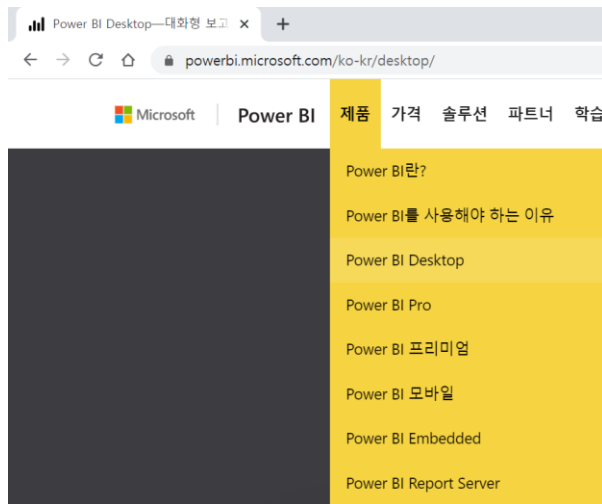 Power BI Desktop—대화형 보고
powerbi.microsoft.com/ko-kr/desktop/
Microsoft Power BI 제품 가격 솔루션 파트너 학습
Power BI란?
Power BI를 사용해야 하는 이유
Power BI Desktop
Power BI Pro
Power BI 프리미엄
Power BI 모바일
Power BI Embedded
Power BI Report Server